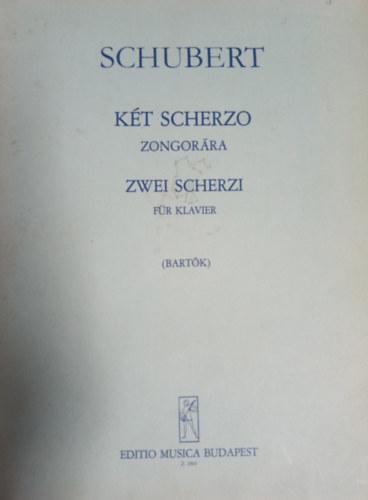 SCHUBERT
KÉT SCHERZO
ZONGORÁRA
ZWEI SCHERZI
FÜR KLAVIER
(BARTÓK)
EDITIO MUSICA BUDAPEST